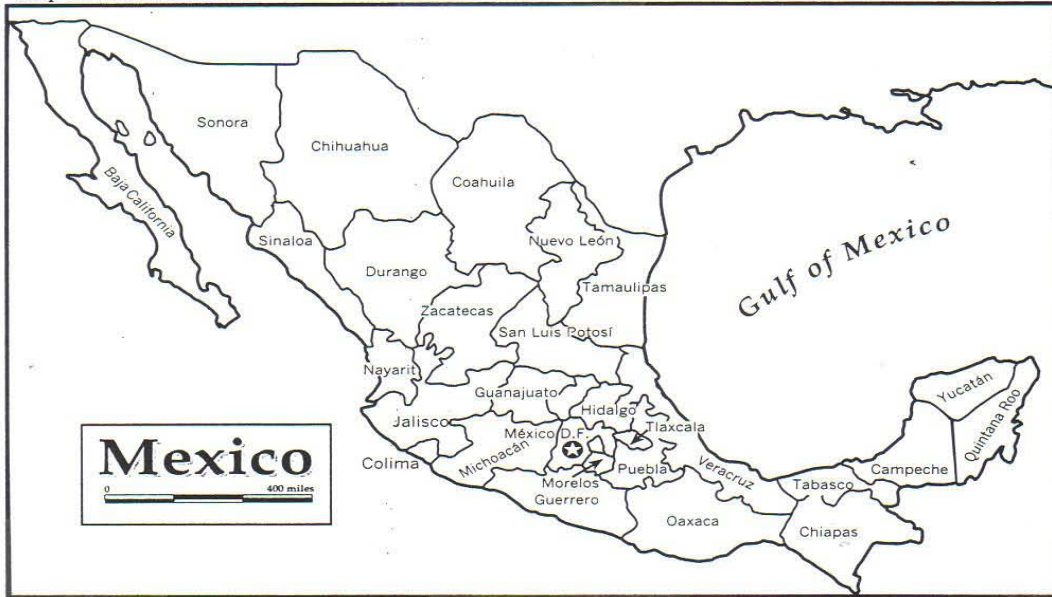 Sonora
Chihuahua
Coahuila
Baja California
Sinaloa
Nuevo León
Durango
Tamaulipas
Zacatecas
San Luis Potosí
Gulf of Mexico
Nayarit
Guanajuato
Hidalgo
Jalisco
Tlaxcala
México D.F.
Michoacán
Colima
Puebla
Morelos
Guerrero
Veracruz
Oaxaca
Tabasco
Campeche
Chiapas
Yucatán
Quintana Roo
Mexico
0 400 miles